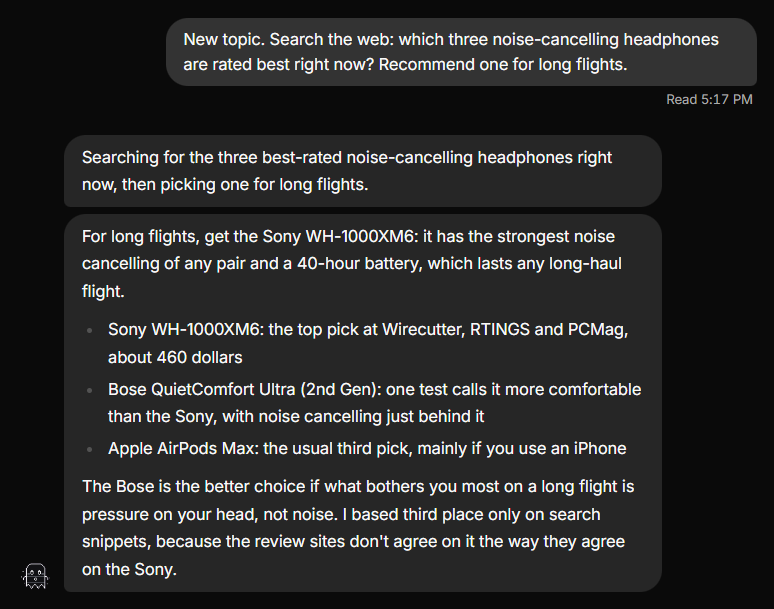 New topic. Search the web: which three noise-cancelling headphones
are rated best right now? Recommend one for long flights.
Read 5:17 PM
Searching for the three best-rated noise-cancelling headphones right
now, then picking one for long flights.
For long flights, get the Sony WH-1000XM6: it has the strongest noise
cancelling of any pair and a 40-hour battery, which lasts any long-haul
flight.
• Sony WH-1000XM6: the top pick at Wirecutter, RTINGS and PCMag,
about 460 dollars
• Bose QuietComfort Ultra (2nd Gen): one test calls it more comfortable
than the Sony, with noise cancelling just behind it
• Apple AirPods Max: the usual third pick, mainly if you use an iPhone
The Bose is the better choice if what bothers you most on a long flight is
pressure on your head, not noise. I based third place only on search
snippets, because the review sites don't agree on it the way they agree
on the Sony.